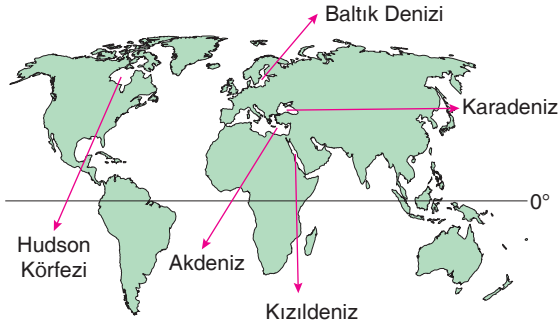 Baltık Denizi
Karadeniz
0°
Hudson
Körfezi
Akdeniz
Kızıldeniz